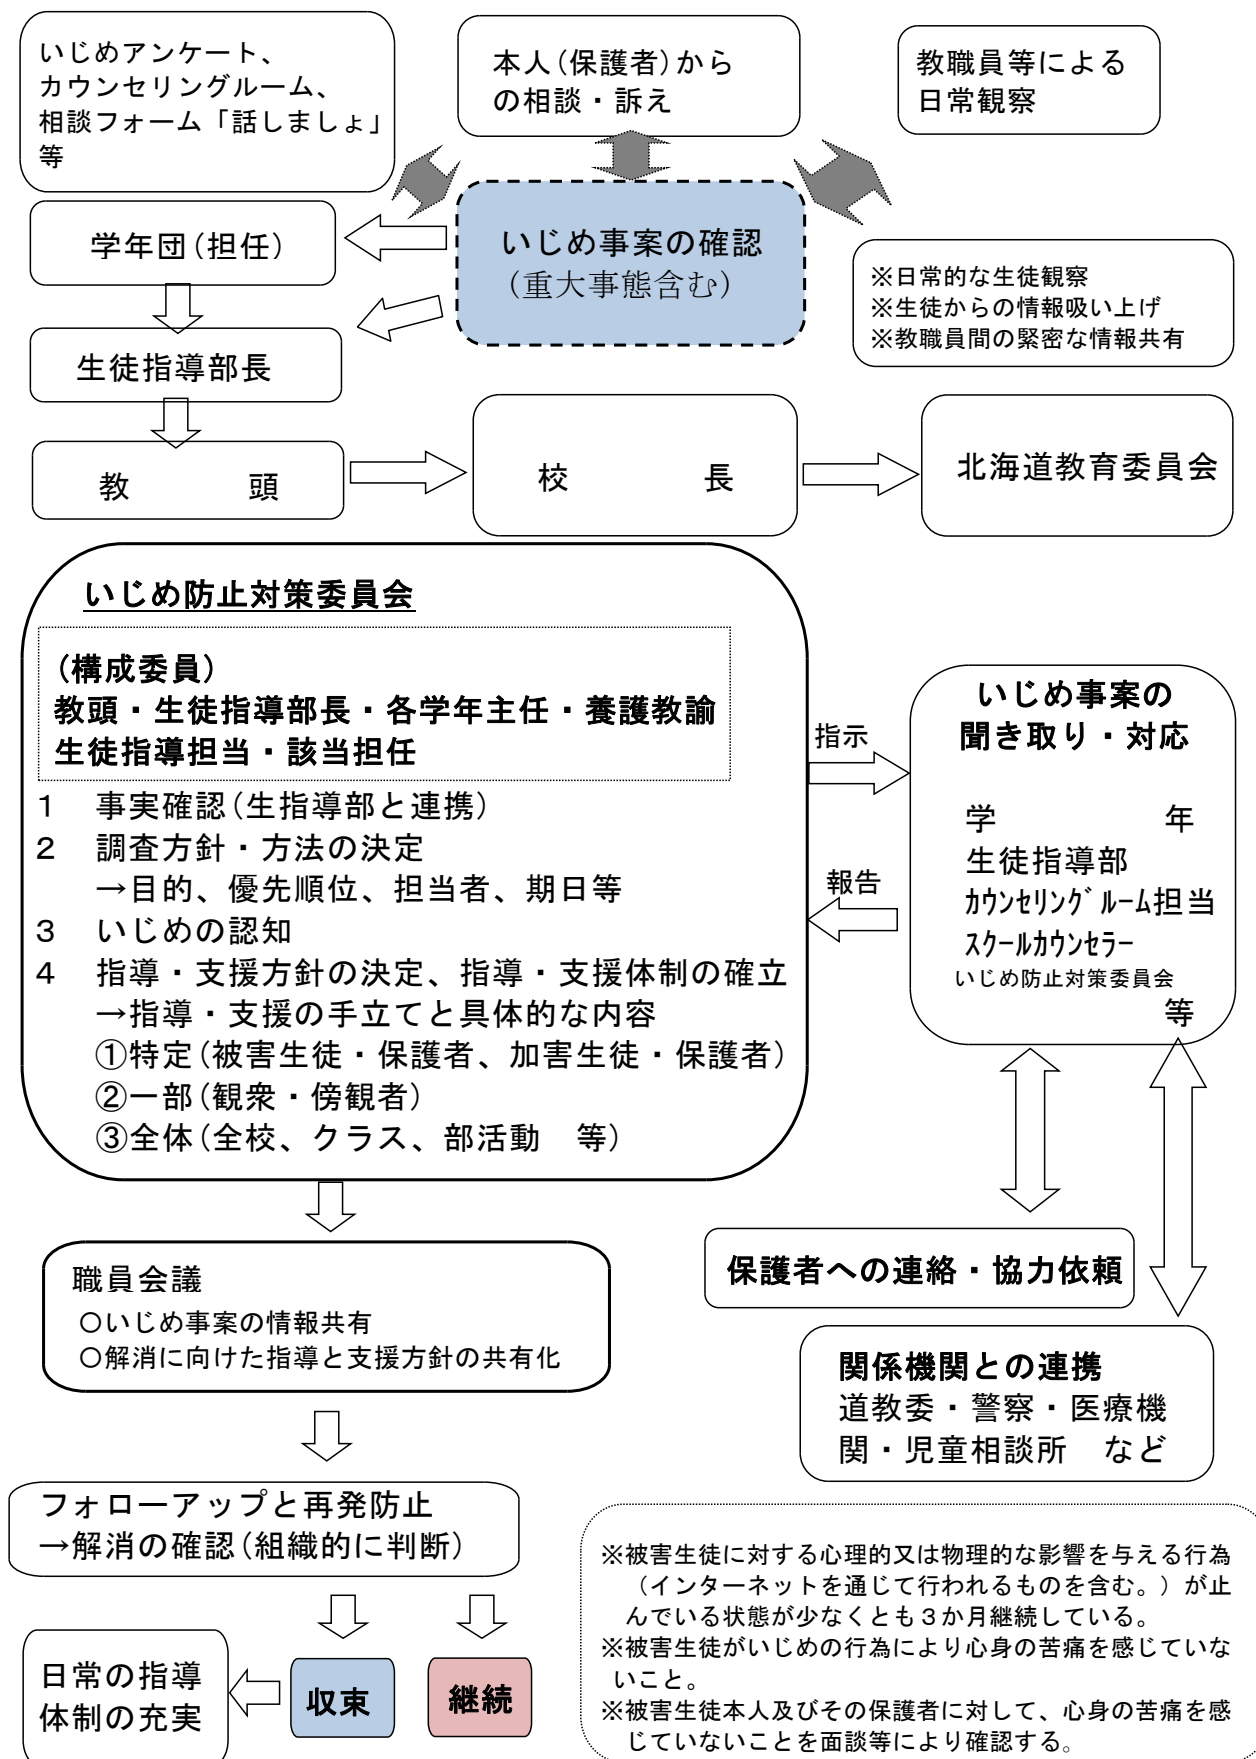 いじめアンケート、
カウンセリングルーム、
相談フォーム「話しましょ」
等
本人(保護者)から
の相談・訴え
教職員等による
日常観察
いじめ事案の確認
(重大事態含む)
学年団(担任)
※日常的な生徒観察
※生徒からの情報吸い上げ
※教職員間の緊密な情報共有
生徒指導部長
教　　　頭
校　　　長
北海道教育委員会
いじめ防止対策委員会
(構成委員)
教頭・生徒指導部長・各学年主任・養護教諭
生徒指導担当・該当担任
1　事実確認(生指導部と連携)
2　調査方針・方法の決定
→目的、優先順位、担当者、期日等
3　いじめの認知
4　指導・支援方針の決定、指導・支援体制の確立
→指導・支援の手立てと具体的な内容
①特定(被害生徒・保護者、加害生徒・保護者)
②一部(観衆・傍観者)
③全体(全校、クラス、部活動　等)
指示
報告
いじめ事案の
聞き取り・対応
学　　　　年
生徒指導部
ｶｳﾝｾﾘﾝｸﾞﾙｰﾑ担当
ｽｸｰﾙｶｳﾝｾﾗｰ
いじめ防止対策委員会
等
保護者への連絡・協力依頼
関係機関との連携
道教委・警察・医療機
関・児童相談所　など
職員会議
○いじめ事案の情報共有
○解消に向けた指導と支援方針の共有化
フォローアップと再発防止
→解消の確認(組織的に判断)
日常の指導
体制の充実
収束
継続
※被害生徒に対する心理的又は物理的な影響を与える行為
（インターネットを通じて行われるものを含む。）が止
んでいる状態が少なくとも３か月継続している。
※被害生徒がいじめの行為により心身の苦痛を感じていな
いこと。
※被害生徒本人及びその保護者に対して、心身の苦痛を感
じていないことを面談等により確認する。